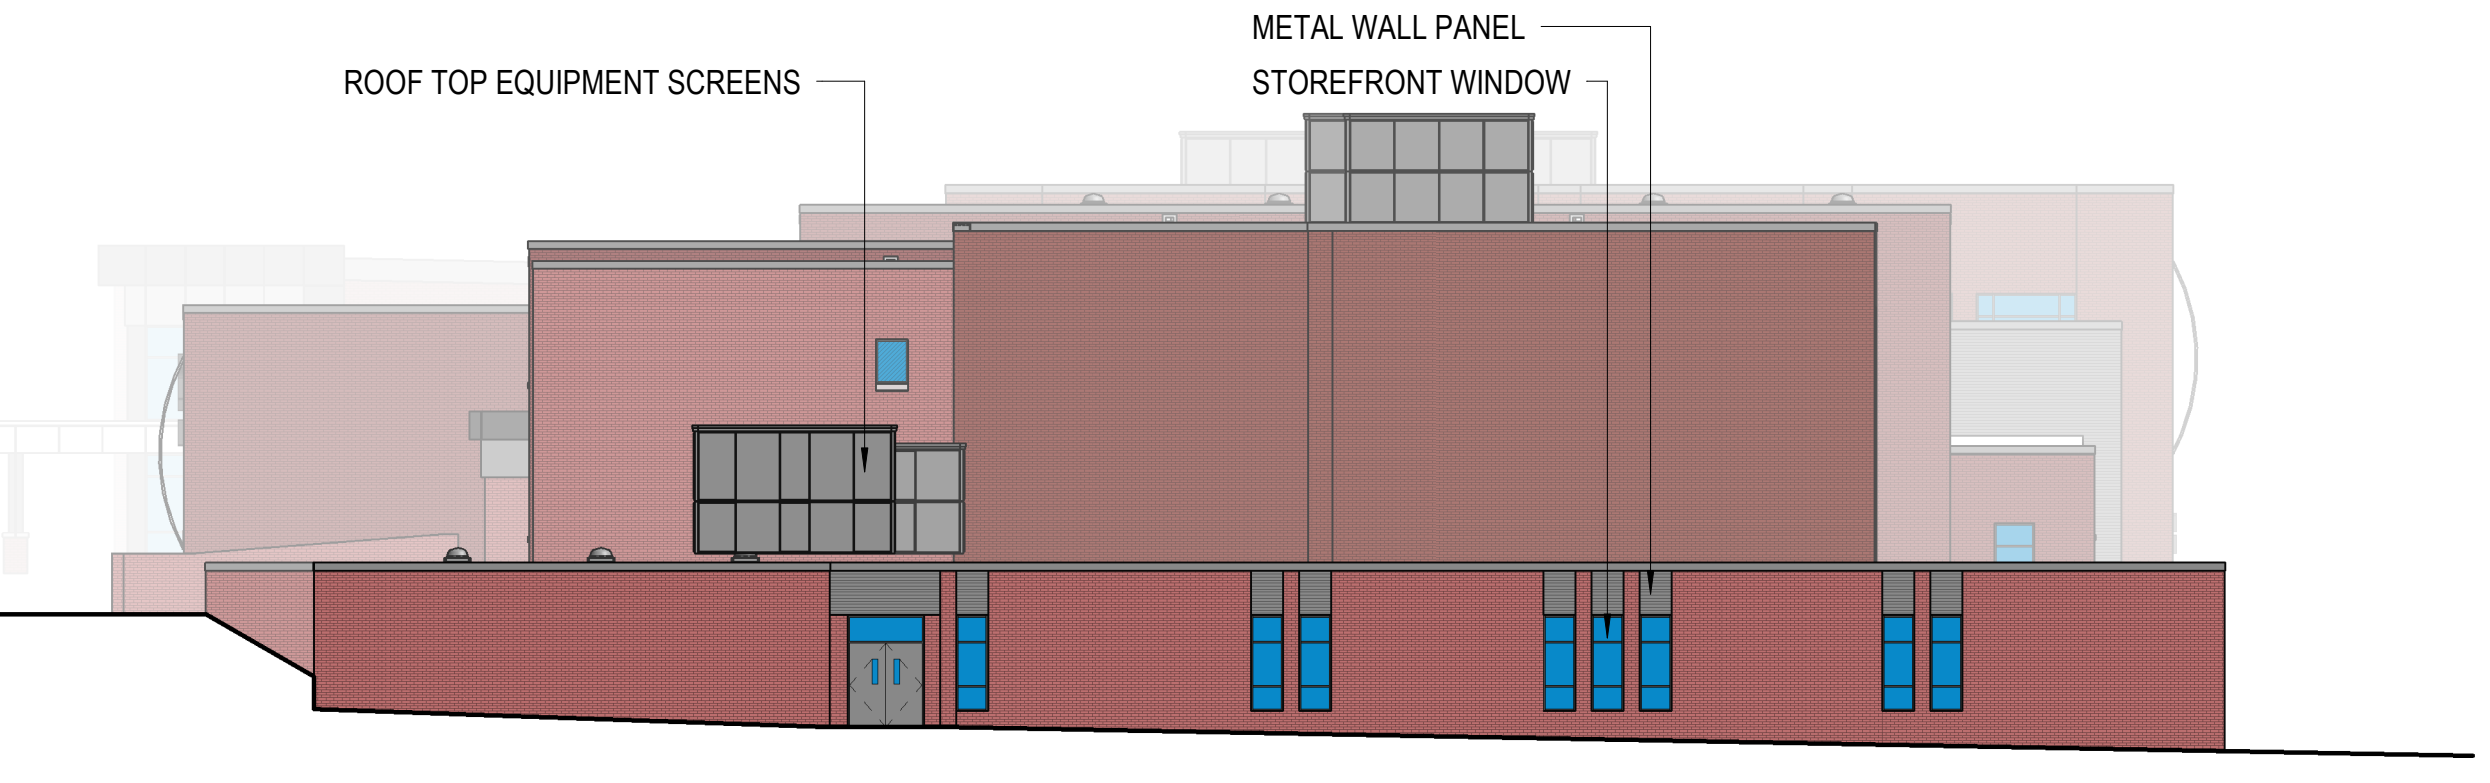 METAL WALL PANEL
ROOF TOP EQUIPMENT SCREENS
STOREFRONT WINDOW